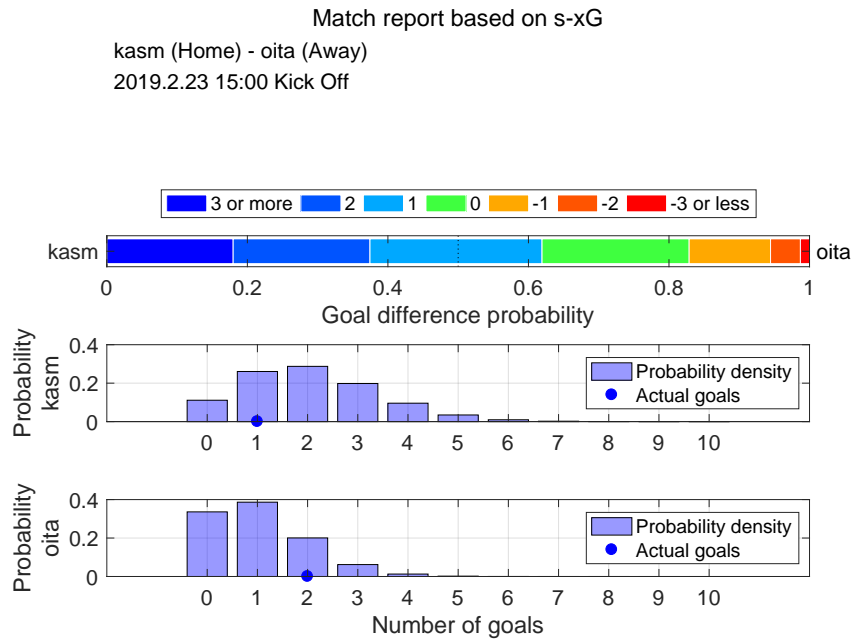 Match report based on s-xG
kasm (Home) - oita (Away)
2019.2.23 15:00 Kick Off
3 or more 2 1 0 -1 -2 -3 or less
kasm oita
0 0.2 0.4 0.6 0.8 1
Goal difference probability
Probability
kasm
0.4
0.2
0
Probability density
Actual goals
0 1 2 3 4 5 6 7 8 9 10
Probability
oita
0.4
0.2
0
Probability density
Actual goals
0 1 2 3 4 5 6 7 8 9 10
Number of goals